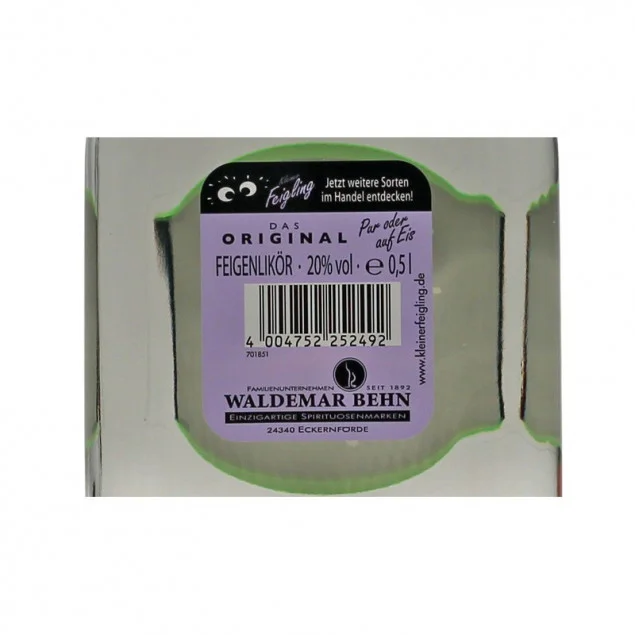 Kleiner
Feigling
Jetzt weitere Sorten
im Handel entdecken!
DAS
ORIGINAL
Pur oder
auf Eis
FEIGENLIKÖR · 20% vol · ℮ 0,5 l
4 004752 252492
701851
www.kleinerfeigling.de
FAMILIENUNTERNEHMEN SEIT 1892
WALDEMAR BEHN
EINZIGARTIGE SPIRITUOSENMARKEN
24340 ECKERNFÖRDE